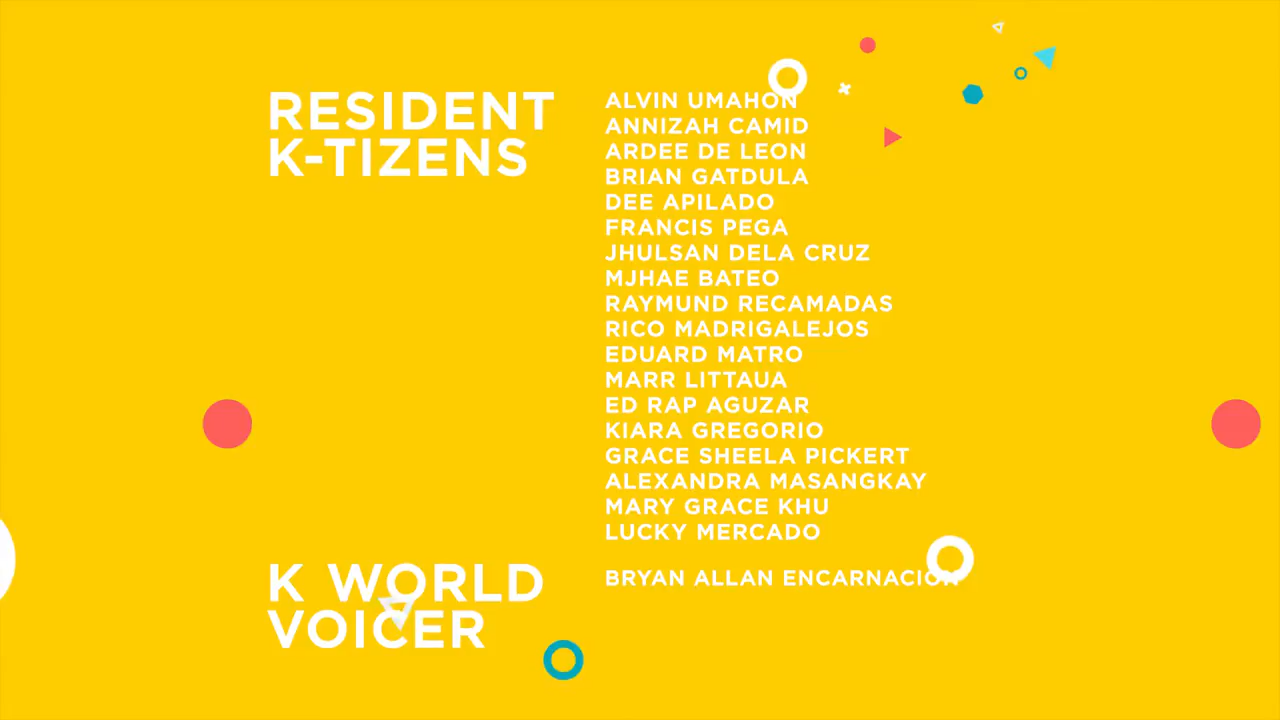 RESIDENT
K-TIZENS
ALVIN UMAHON
ANNIZAH CAMID
ARDEE DE LEON
BRIAN GATDULA
DEE APILADO
FRANCIS PEGA
JHULSAN DELA CRUZ
MJHAE BATEO
RAYMUND RECAMADAS
RICO MADRIGALEJOS
EDUARD MATRO
MARR LITTAUA
ED RAP AGUZAR
KIARA GREGORIO
GRACE SHEELA PICKERT
ALEXANDRA MASANGKAY
MARY GRACE KHU
LUCKY MERCADO
K WORLD
VOICER
BRYAN ALLAN ENCARNACION